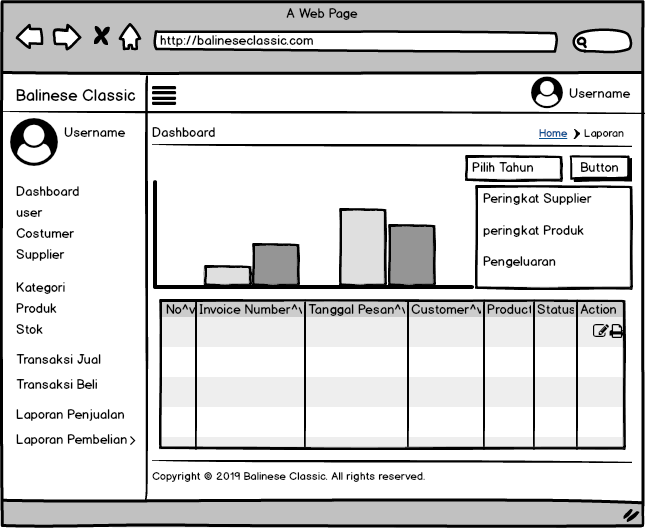 A Web Page
http://balineseclassic.com
Balinese Classic
Username
Username
Dashboard
user
Costumer
Supplier
Kategori
Produk
Stok
Transaksi Jual
Transaksi Beli
Laporan Penjualan
Laporan Pembelian >
Dashboard
Home > Laporan
Pilih Tahun
Button
Peringkat Supplier
peringkat Produk
Pengeluaran
No^v Invoice Number^v Tanggal Pesan^v Customer^v Product Status Action
Copyright © 2019 Balinese Classic. All rights reserved.